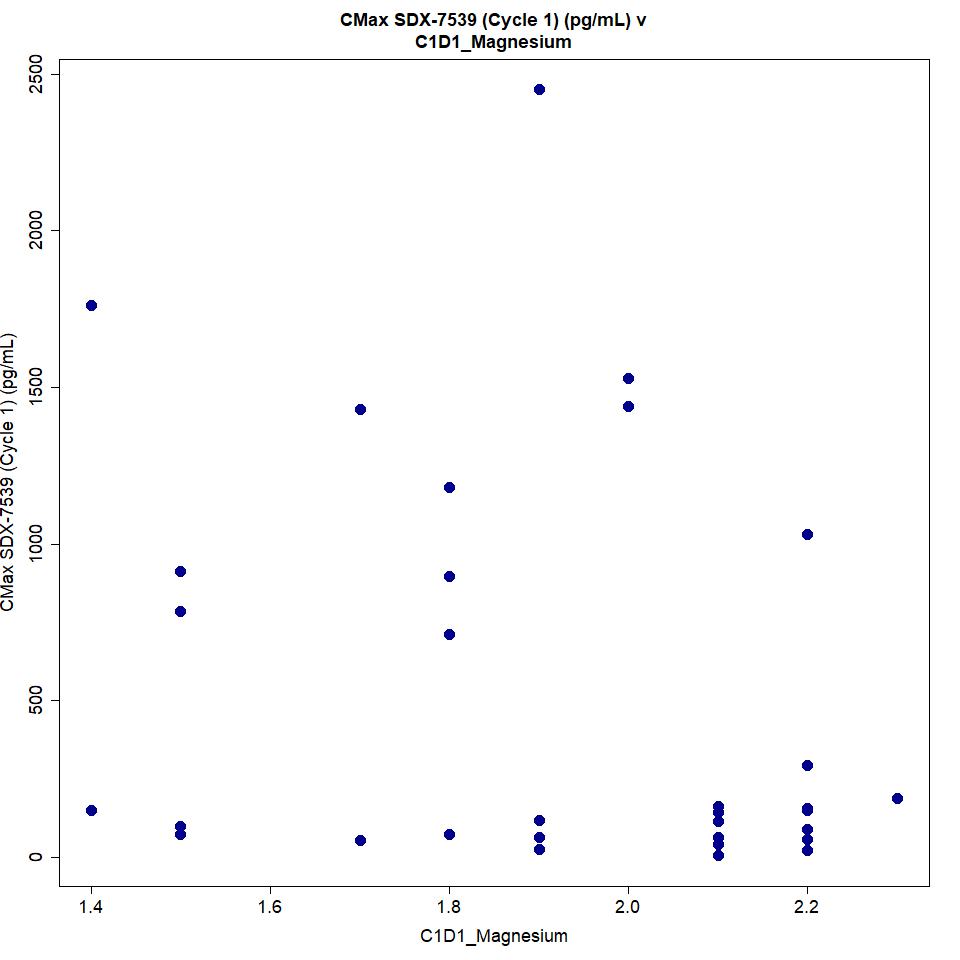 CMax SDX-7539 (Cycle 1) (pg/mL) v
C1D1_Magnesium
CMax SDX-7539 (Cycle 1) (pg/mL)
2500
2000
1500
1000
500
0
1.4 1.6 1.8 2.0 2.2
C1D1_Magnesium